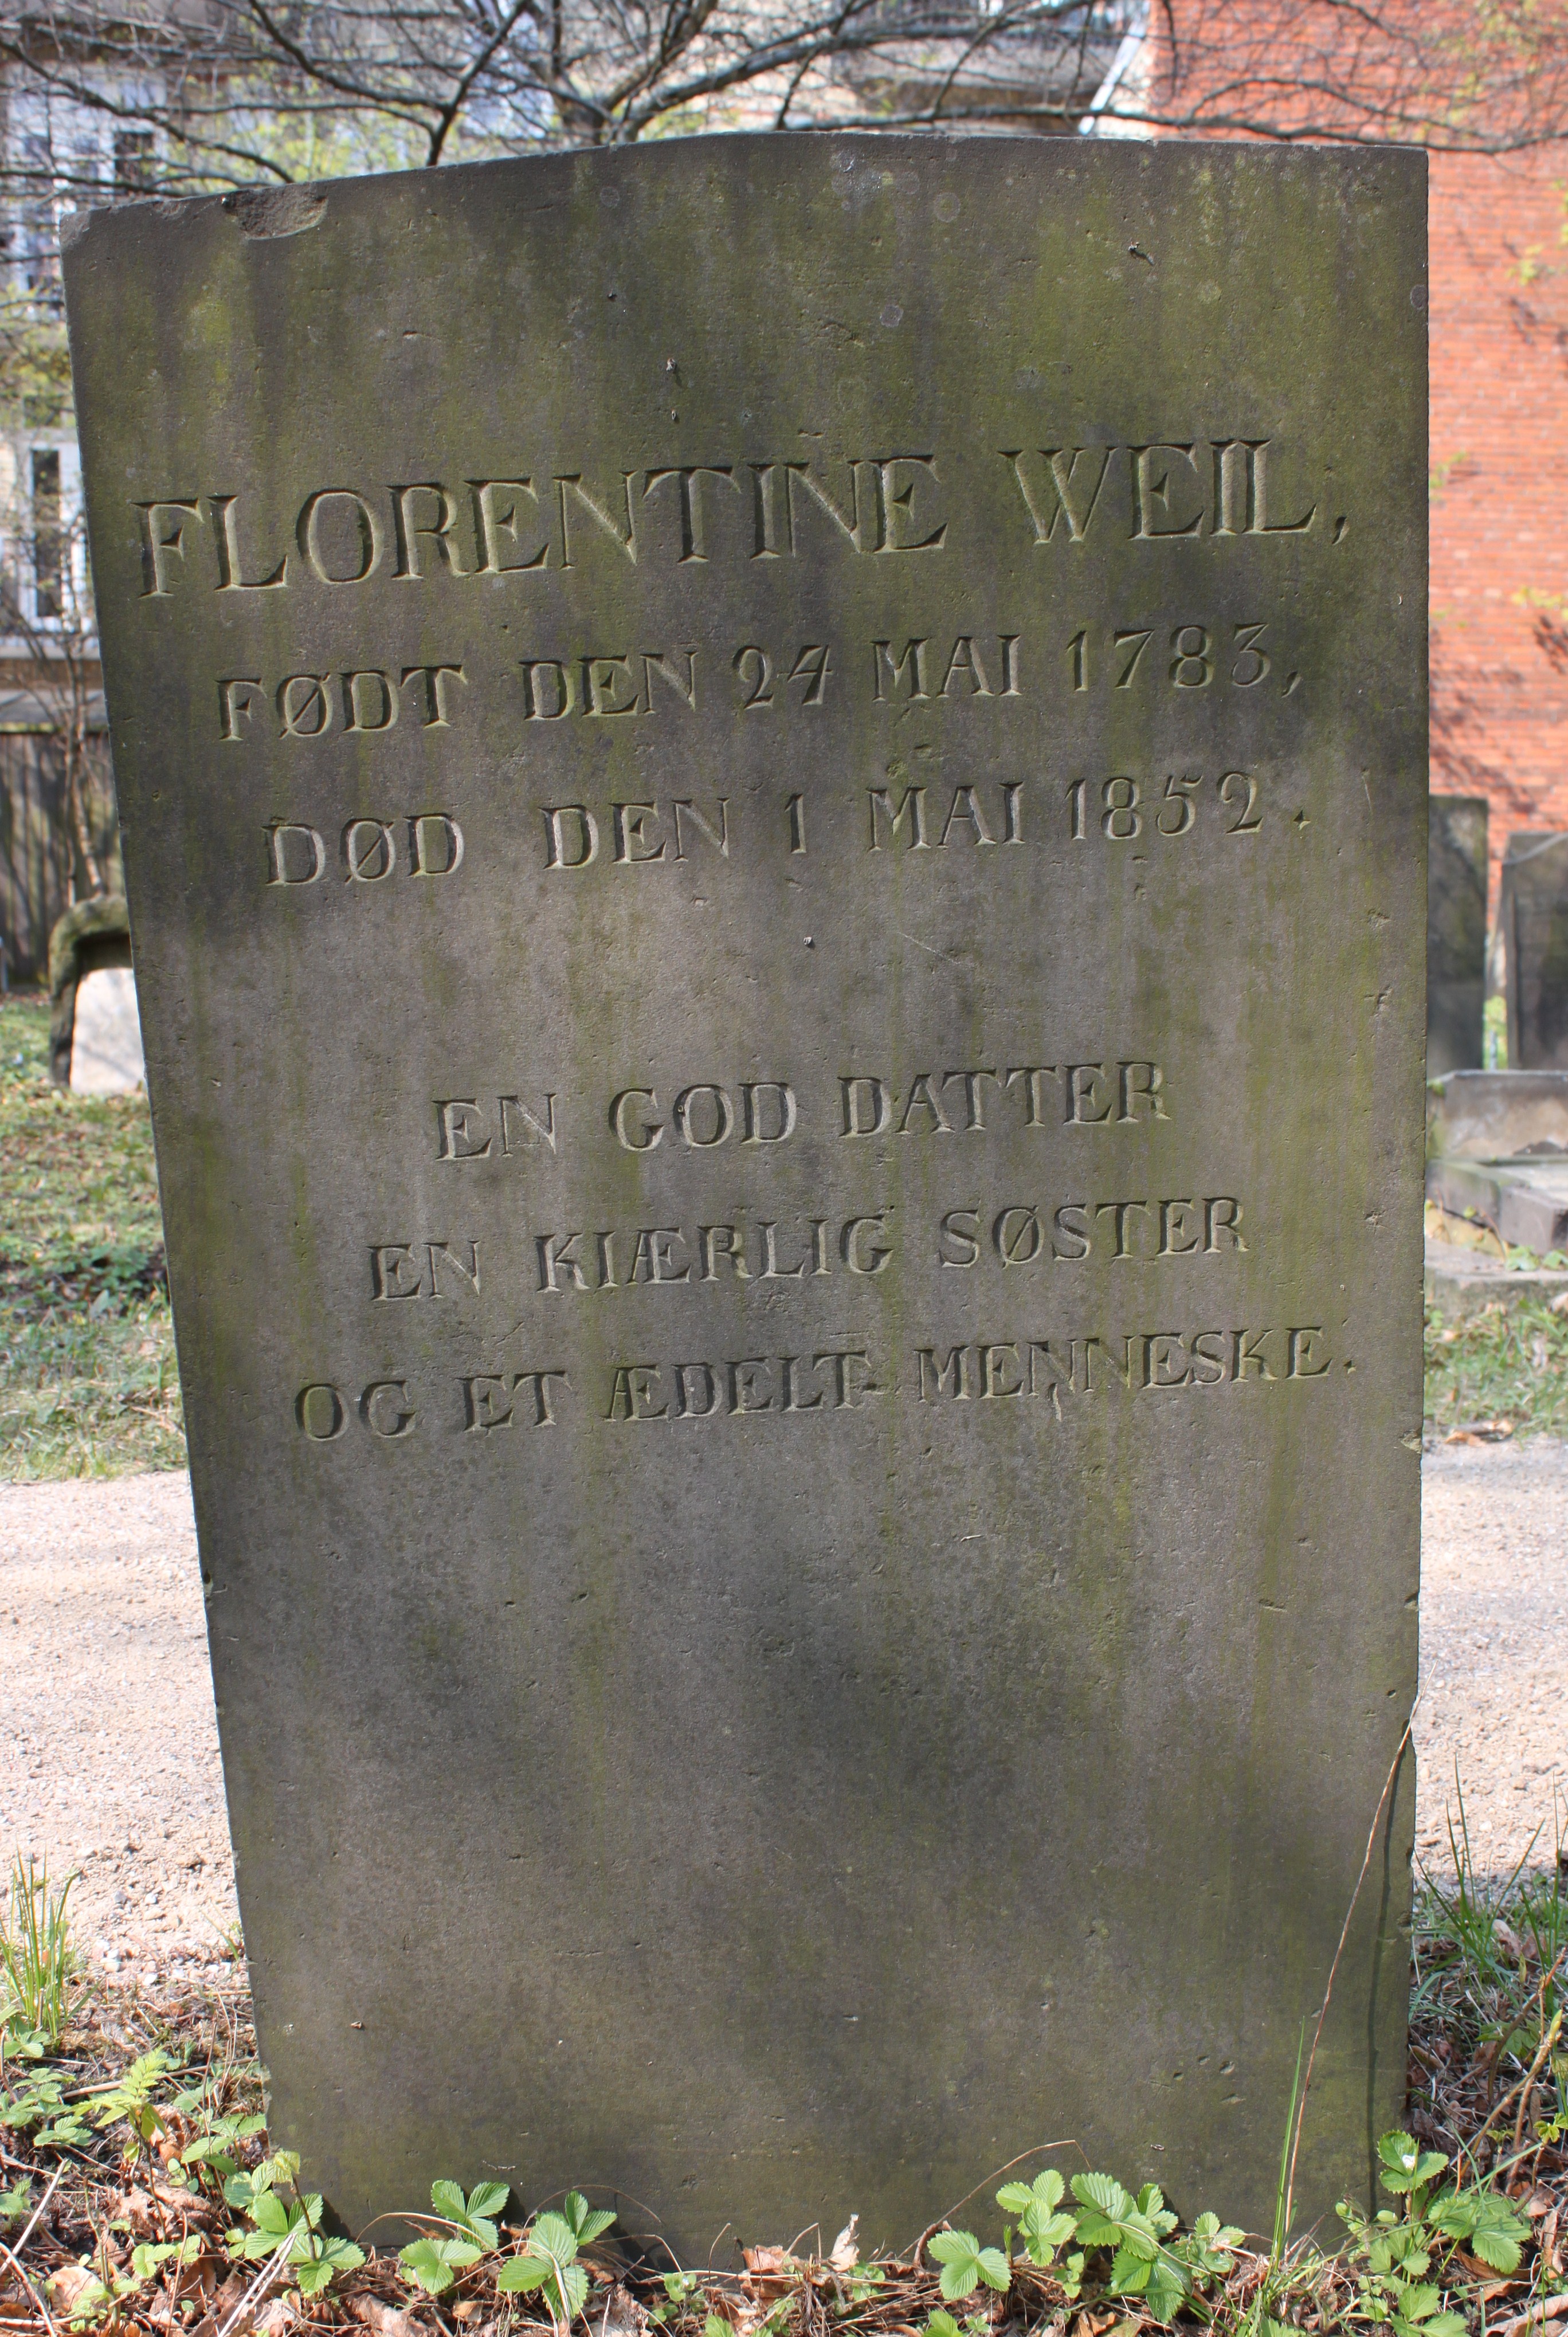 FLORENTINE WEIL,
FØDT DEN 24 MAI 1783,
DØD DEN 1 MAI 1852.
EN GOD DATTER
EN KIÆRLIG SØSTER
OG ET ÆDELT MENNESKE.